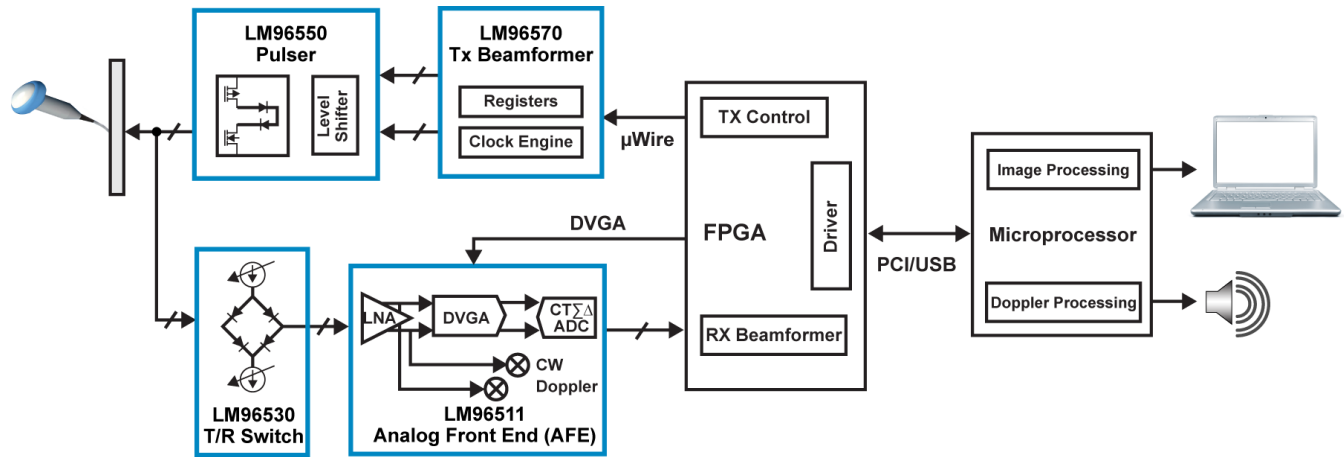 LM96550
Pulser
Level
Shifter
LM96570
Tx Beamformer
Registers
Clock Engine
µWire
TX Control
FPGA
Driver
RX Beamformer
DVGA
PCI/USB
Image Processing
Microprocessor
Doppler Processing
LM96530
T/R Switch
LNA
DVGA
CT∑Δ
ADC
CW
Doppler
LM96511
Analog Front End (AFE)